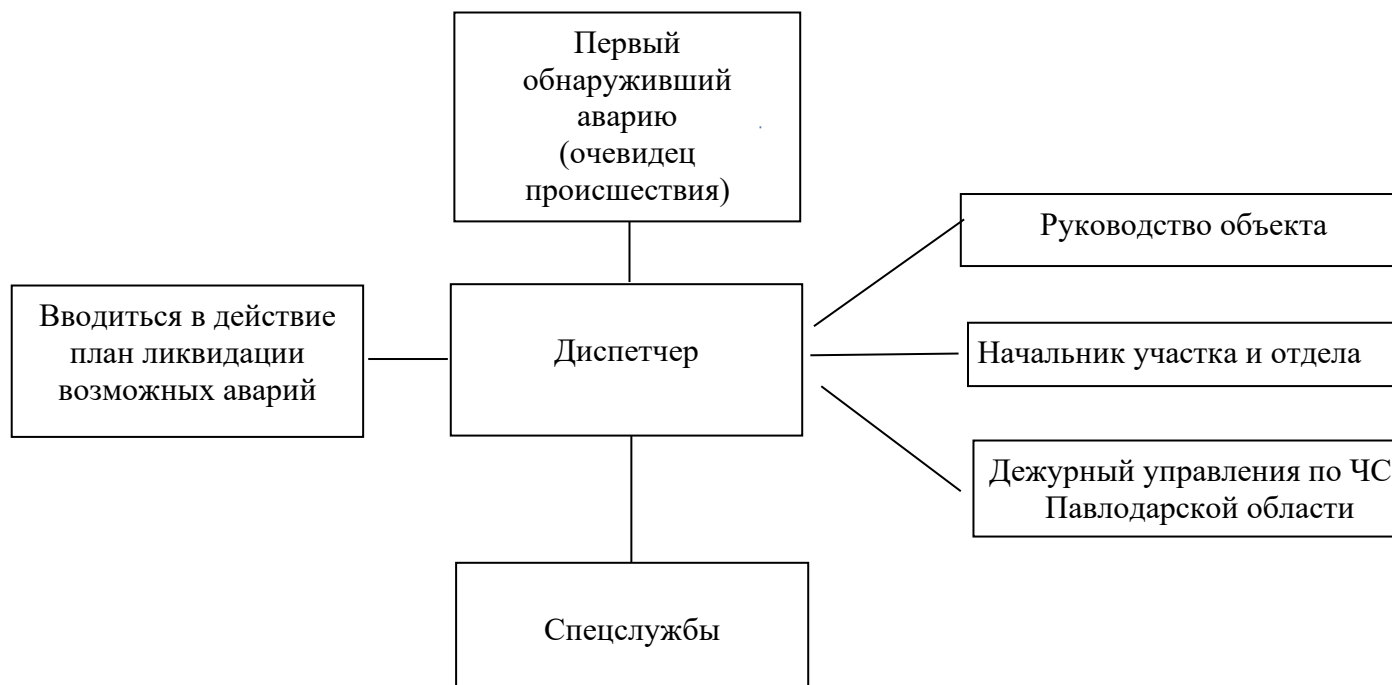 Первый
обнаруживший
аварию
(очевидец
происшествия)
Руководство объекта
Вводиться в действие
план ликвидации
возможных аварий
Диспетчер
Начальник участка и отдела
Дежурный управления по ЧС
Павлодарской области
Спецслужбы